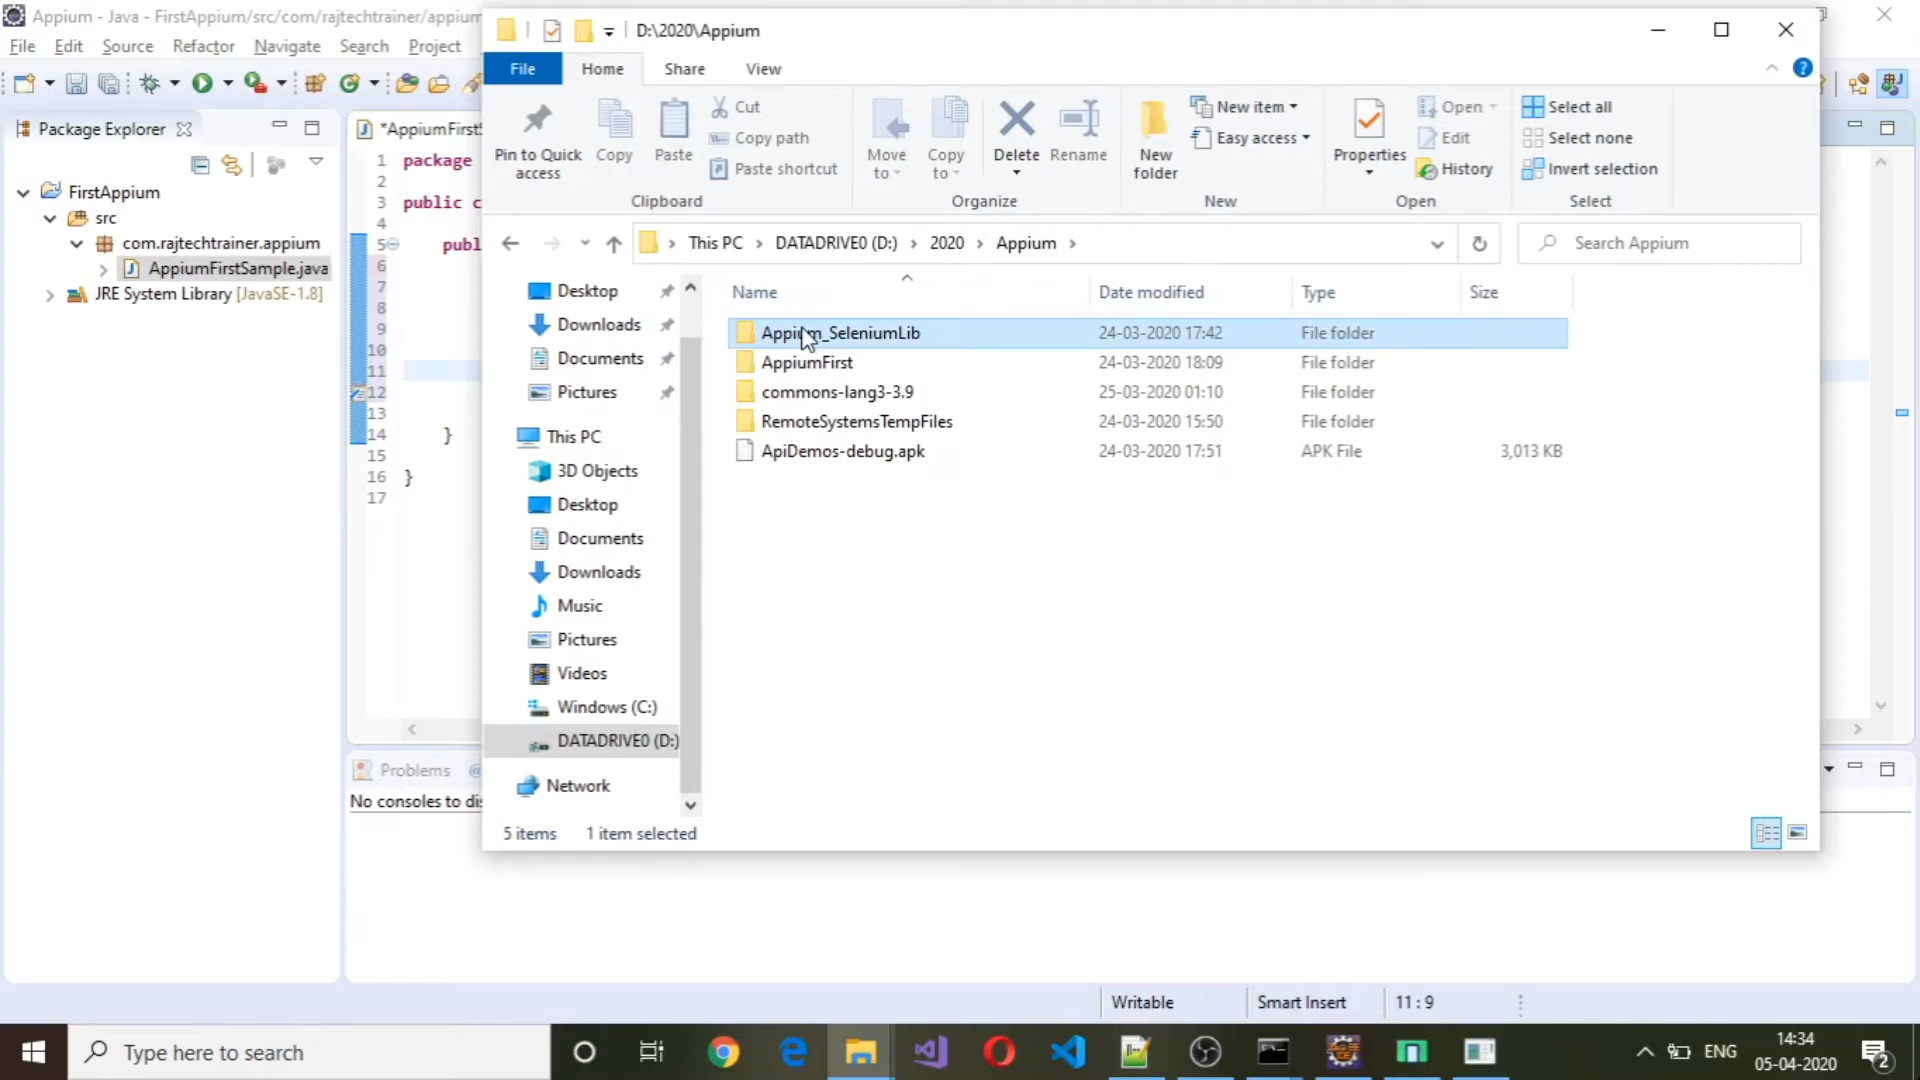 Appium - Java - FirstAppium/src/com/rajtechtrainer/appium
File Edit Source Refactor Navigate Search Project
Package Explorer
FirstAppium
src
com.rajtechtrainer.appium
AppiumFirstSample.java
JRE System Library [JavaSE-1.8]
*AppiumFirstS
1 package
2
3 public c
4
5 publ
6
7
8
9
10
11
12
13
14 }
15
16 }
17
Problems
No consoles to dis
D:\2020\Appium
File Home Share View
Pin to Quick access
Copy
Paste
Cut
Copy path
Paste shortcut
Clipboard
Move to
Copy to
Delete
Rename
Organize
New folder
New item
Easy access
New
Properties
Open
Edit
History
Open
Select all
Select none
Invert selection
Select
This PC > DATADRIVE0 (D:) > 2020 > Appium >
Search Appium
Desktop
Downloads
Documents
Pictures
This PC
3D Objects
Desktop
Documents
Downloads
Music
Pictures
Videos
Windows (C:)
DATADRIVE0 (D:)
Network
Name Date modified Type Size
Appium_SeleniumLib 24-03-2020 17:42 File folder
AppiumFirst 24-03-2020 18:09 File folder
commons-lang3-3.9 25-03-2020 01:10 File folder
RemoteSystemsTempFiles 24-03-2020 15:50 File folder
ApiDemos-debug.apk 24-03-2020 17:51 APK File 3,013 KB
5 items 1 item selected
Writable Smart Insert 11 : 9
Type here to search
ENG
14:34
05-04-2020
2